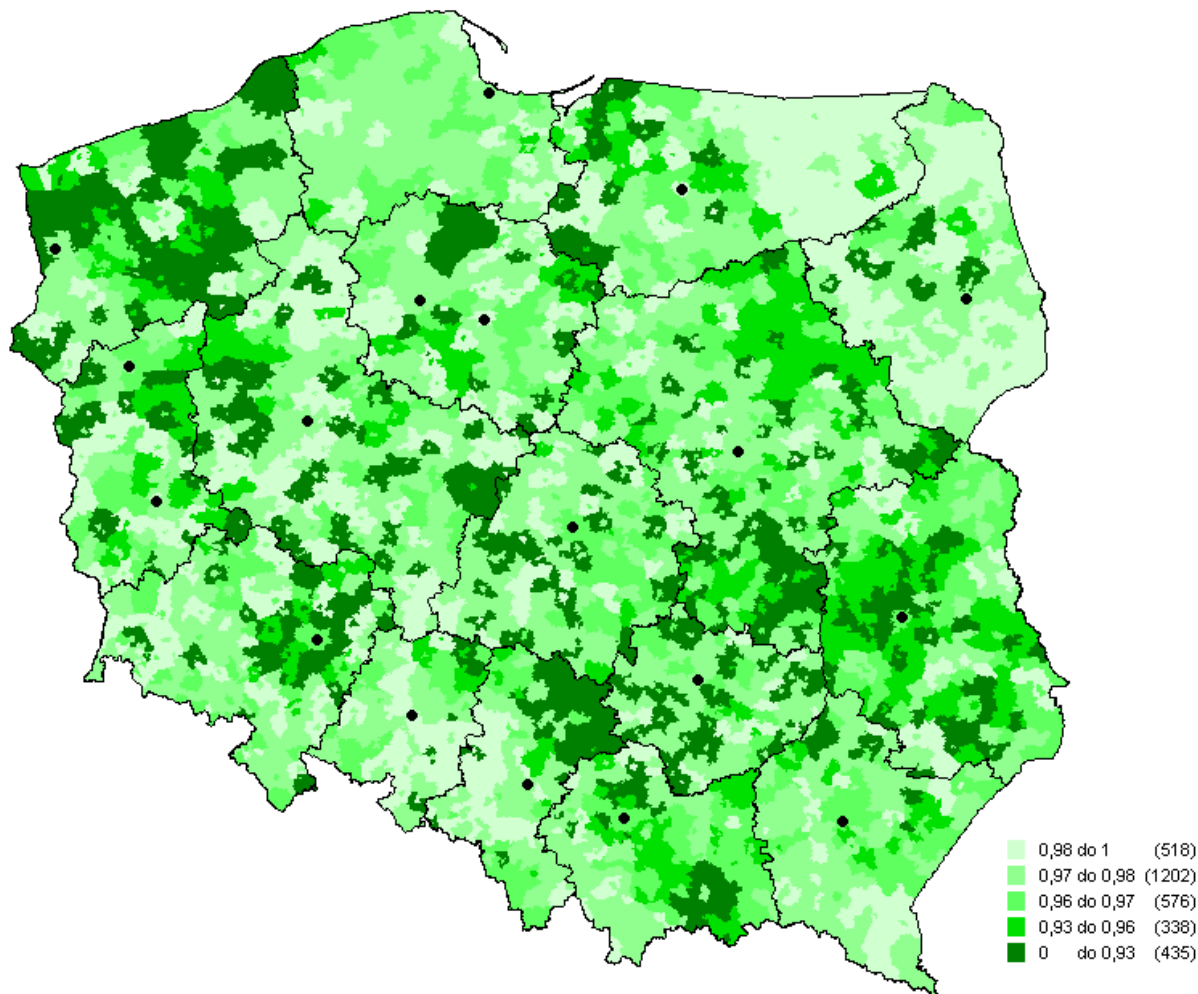 0,98 do 1 (518)
0,97 do 0,98 (1202)
0,96 do 0,97 (576)
0,93 do 0,96 (338)
0 do 0,93 (435)